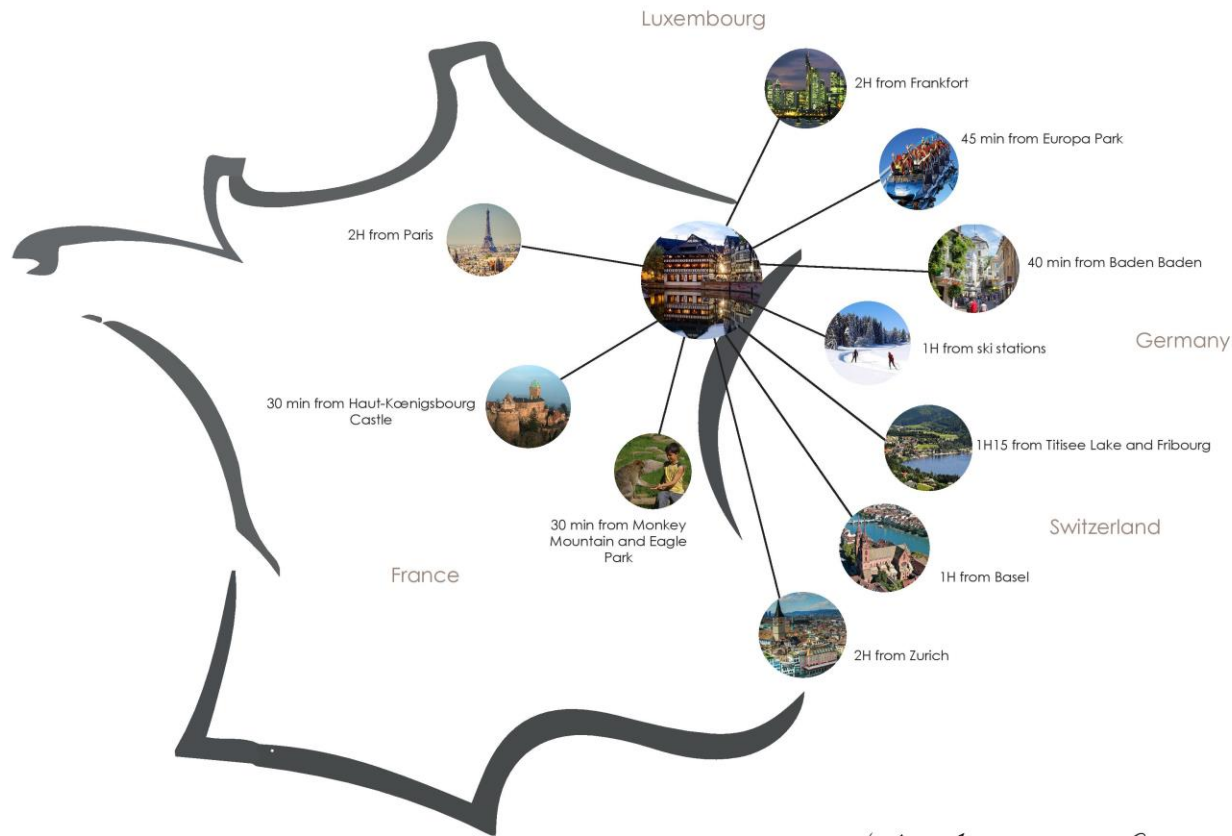 Luxembourg
2H from Frankfort
45 min from Europa Park
2H from Paris
40 min from Baden Baden
Germany
1H from ski stations
30 min from Haut-Kœnigsbourg
Castle
1H15 from Titisee Lake and Fribourg
30 min from Monkey
Mountain and Eagle
Park
Switzerland
France
1H from Basel
2H from Zurich